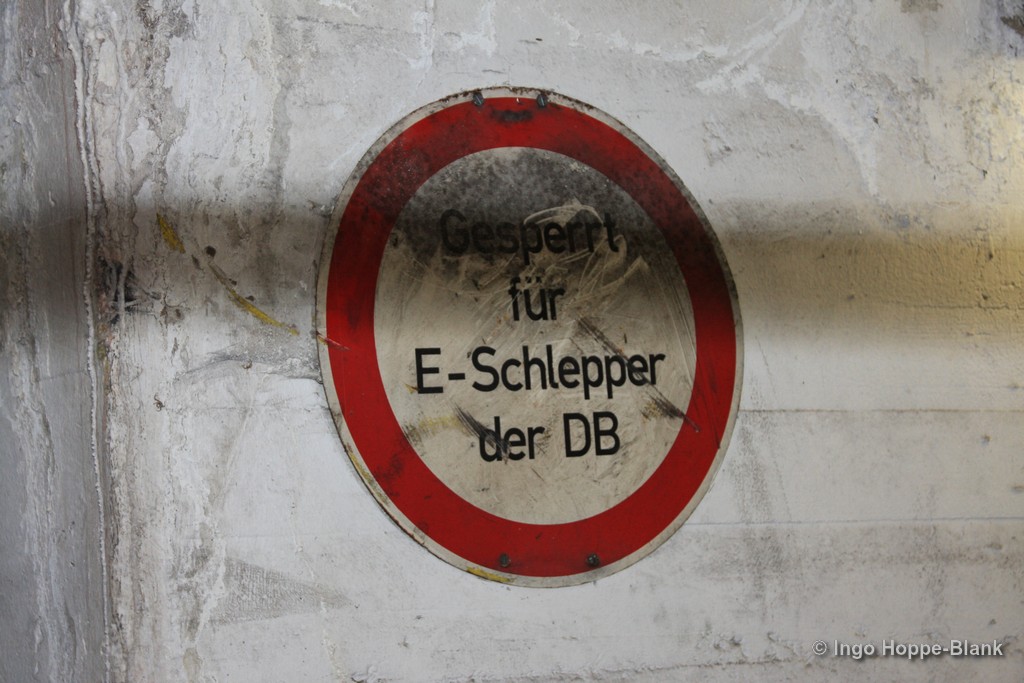 Gesperrt
für
E-Schlepper
der DB
© Ingo Hoppe-Blank